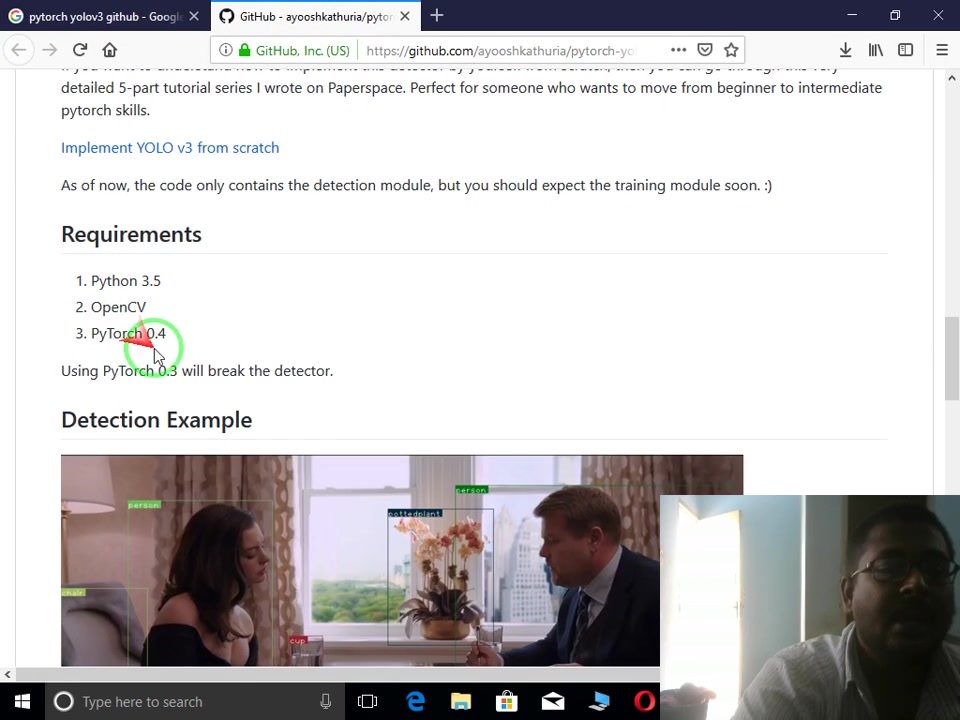 pytorch yolov3 github - Google
GitHub - ayooshkathuria/pytor
GitHub, Inc. (US)
https://github.com/ayooshkathuria/pytorch-yo
detailed 5-part tutorial series I wrote on Paperspace. Perfect for someone who wants to move from beginner to intermediate
pytorch skills.
Implement YOLO v3 from scratch
As of now, the code only contains the detection module, but you should expect the training module soon. :)
Requirements
1. Python 3.5
2. OpenCV
3. PyTorch 0.4
Using PyTorch 0.3 will break the detector.
Detection Example
person
person
pottedplant
chair
cup
Type here to search